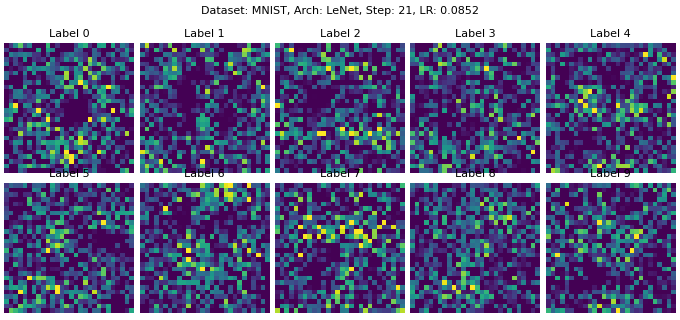 Dataset: MNIST, Arch: LeNet, Step: 21, LR: 0.0852
Label 0 Label 1 Label 2 Label 3 Label 4
Label 5 Label 6 Label 7 Label 8 Label 9